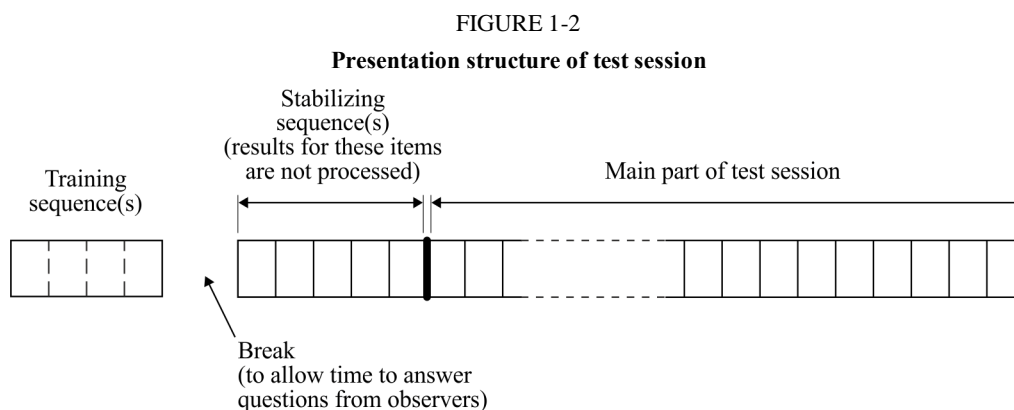 FIGURE 1-2
Presentation structure of test session
Stabilizing
sequence(s)
(results for these items
are not processed)
Training
sequence(s)
Main part of test session
Break
(to allow time to answer
questions from observers)